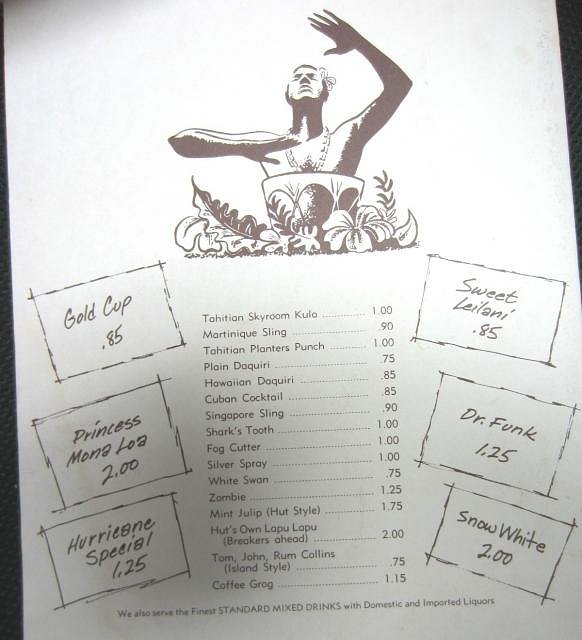 Gold Cup
.85
Princess
Mona Loa
2.00
Hurricane
Special
1.25
Tahitian Skyroom Kula ............ 1.00
Martinique Sling ............ .90
Tahitian Planters Punch ............ 1.00
Plain Daquiri ............ .75
Hawaiian Daquiri ............ .85
Cuban Cocktail ............ .85
Singapore Sling ............ .90
Shark's Tooth ............ 1.00
Fog Cutter ............ 1.00
Silver Spray ............ 1.00
White Swan ............ .75
Zombie ............ 1.25
Mint Julip (Hut Style) ............ 1.75
Hut's Own Lapu Lapu
(Breakers ahead) ............ 2.00
Tom, John, Rum Collins
(Island Style) ............ .75
Coffee Grog ............ 1.15
Sweet
Leilani
.85
Dr. Funk
1.25
Snow White
2.00
We also serve the Finest STANDARD MIXED DRINKS with Domestic and Imported Liquors